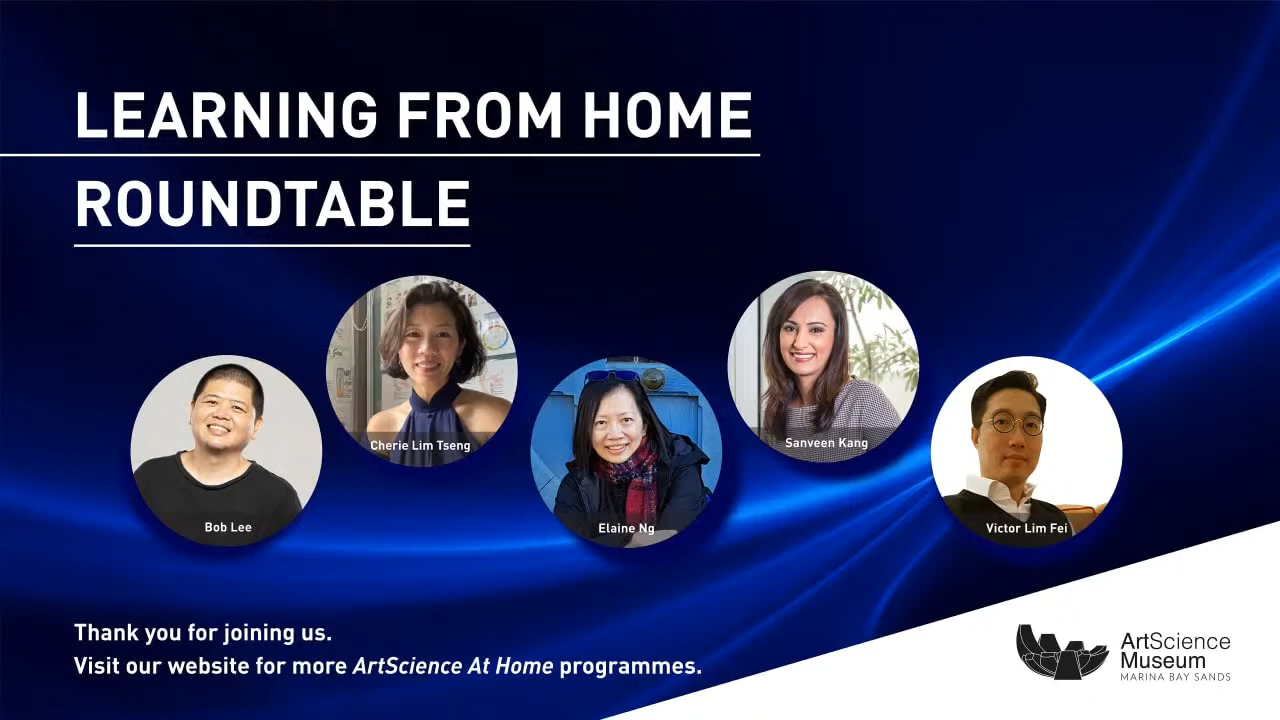 LEARNING FROM HOME
ROUNDTABLE
Cherie Lim Tseng
Sanveen Kang
Bob Lee
Elaine Ng
Victor Lim Fei
Thank you for joining us.
Visit our website for more ArtScience At Home programmes.
ArtScience
Museum
MARINA BAY SANDS